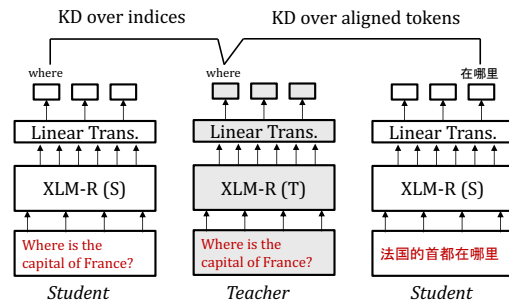 KD over indices
KD over aligned tokens
where
where
在哪里
Linear Trans.
Linear Trans.
Linear Trans.
XLM-R (S)
XLM-R (T)
XLM-R (S)
Where is the
capital of France?
Where is the
capital of France?
法国的首都在哪里
Student
Teacher
Student